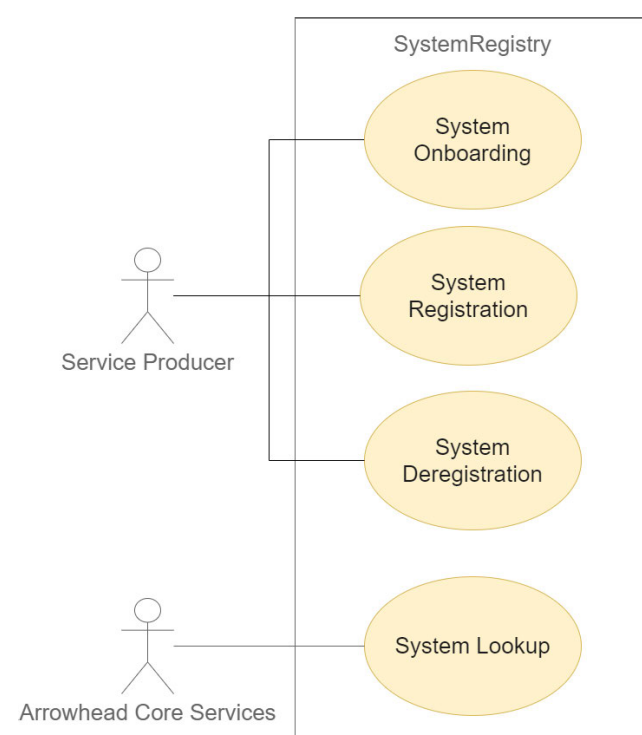 SystemRegistry
System
Onboarding
System
Registration
Service Producer
System
Deregistration
System Lookup
Arrowhead Core Services